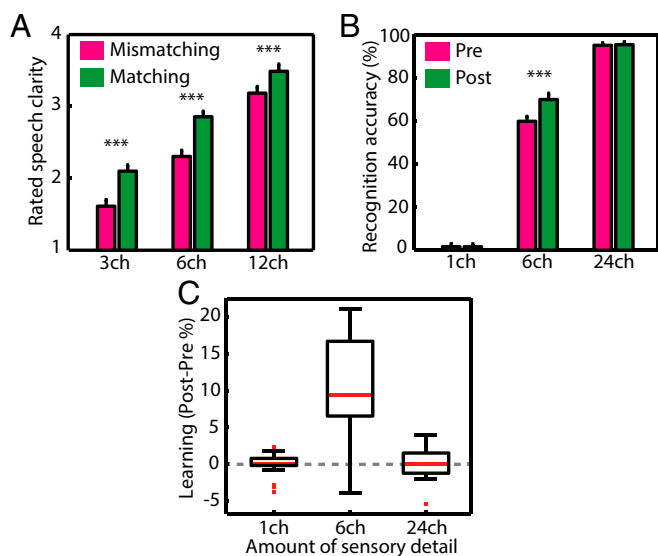 A
Rated speech clarity
4
3
2
1
Mismatching
Matching
***
***
***
3ch
6ch
12ch
B
Recognition accuracy (%)
100
80
60
40
20
0
Pre
Post
***
1ch
6ch
24ch
C
Learning (Post-Pre %)
20
15
10
5
0
-5
1ch
6ch
24ch
Amount of sensory detail